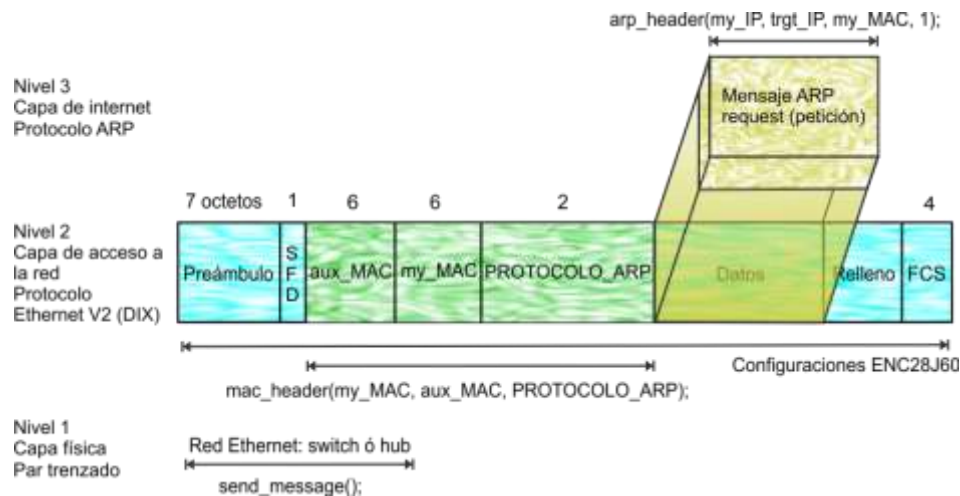 arp_header(my_IP, trgt_IP, my_MAC, 1);
Nivel 3
Capa de internet
Protocolo ARP
Mensaje ARP
request (petición)
7 octetos 1 6 6 2 4
Nivel 2
Capa de acceso a
la red
Protocolo
Ethernet V2 (DIX)
Preámbulo SFD aux_MAC my_MAC PROTOCOLO_ARP Datos Relleno FCS
Configuraciones ENC28J60
mac_header(my_MAC, aux_MAC, PROTOCOLO_ARP);
Nivel 1
Capa física
Par trenzado
Red Ethernet: switch ó hub
send_message();